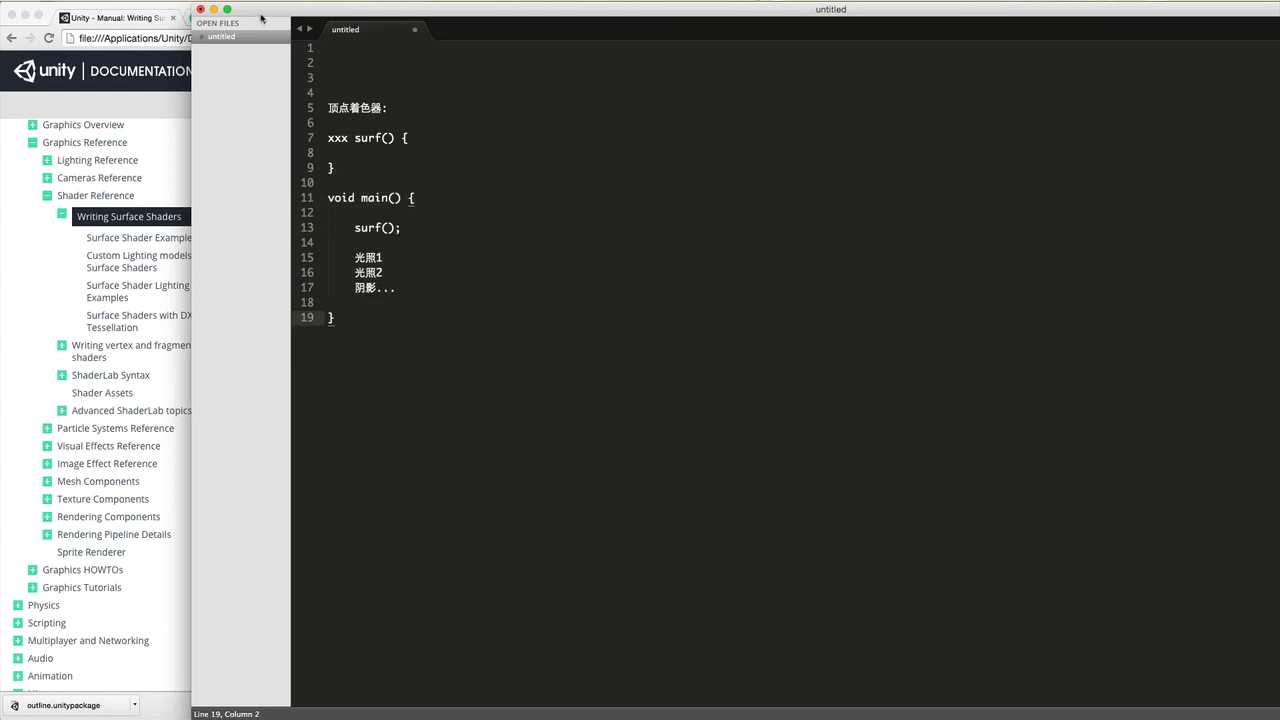 Unity - Manual: Writing Su
file:///Applications/Unity/D
unity | DOCUMENTATION
Graphics Overview
Graphics Reference
Lighting Reference
Cameras Reference
Shader Reference
Writing Surface Shaders
Surface Shader Example
Custom Lighting models
Surface Shaders
Surface Shader Lighting
Examples
Surface Shaders with DX
Tessellation
Writing vertex and fragmen
shaders
ShaderLab Syntax
Shader Assets
Advanced ShaderLab topics
Particle Systems Reference
Visual Effects Reference
Image Effect Reference
Mesh Components
Texture Components
Rendering Components
Rendering Pipeline Details
Sprite Renderer
Graphics HOWTOs
Graphics Tutorials
Physics
Scripting
Multiplayer and Networking
Audio
Animation
outline.unitypackage
untitled
OPEN FILES
untitled
untitled
1
2
3
4
5 顶点着色器:
6
7 xxx surf() {
8
9 }
10
11 void main() {
12
13 surf();
14
15 光照1
16 光照2
17 阴影...
18
19 }
Line 19, Column 2